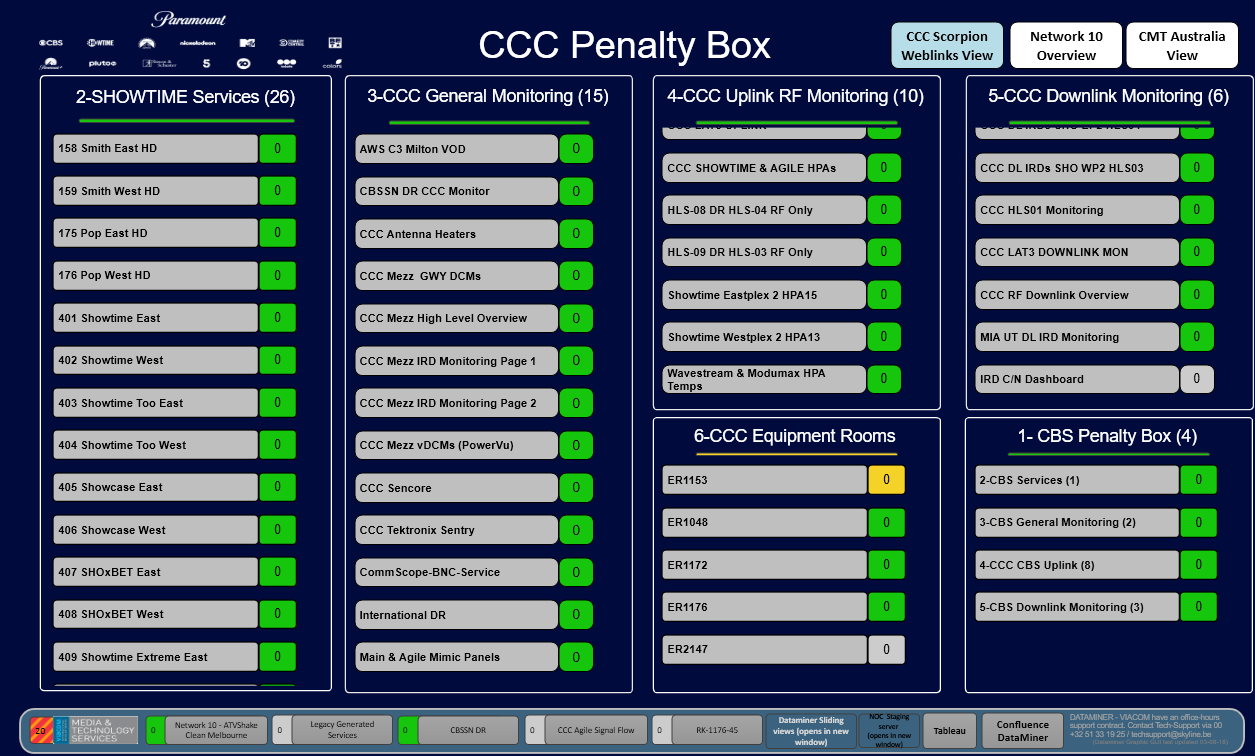 Paramount
CBS
SHOWTIME
nickelodeon
MTV
COMEDY CENTRAL
pluto tv
Simon & Schuster
5
10
telefe
colors
CCC Penalty Box
CCC Scorpion
Weblinks View
Network 10
Overview
CMT Australia
View
2-SHOWTIME Services (26)
158 Smith East HD 0
159 Smith West HD 0
175 Pop East HD 0
176 Pop West HD 0
401 Showtime East 0
402 Showtime West 0
403 Showtime Too East 0
404 Showtime Too West 0
405 Showcase East 0
406 Showcase West 0
407 SHOxBET East 0
408 SHOxBET West 0
409 Showtime Extreme East 0
3-CCC General Monitoring (15)
AWS C3 Milton VOD 0
CBSSN DR CCC Monitor 0
CCC Antenna Heaters 0
CCC Mezz GWY DCMs 0
CCC Mezz High Level Overview 0
CCC Mezz IRD Monitoring Page 1 0
CCC Mezz IRD Monitoring Page 2 0
CCC Mezz vDCMs (PowerVu) 0
CCC Sencore 0
CCC Tektronix Sentry 0
CommScope-BNC-Service 0
International DR 0
Main & Agile Mimic Panels 0
4-CCC Uplink RF Monitoring (10)
0
CCC SHOWTIME & AGILE HPAs 0
HLS-08 DR HLS-04 RF Only 0
HLS-09 DR HLS-03 RF Only 0
Showtime Eastplex 2 HPA15 0
Showtime Westplex 2 HPA13 0
Wavestream & Modumax HPA
Temps 0
5-CCC Downlink Monitoring (6)
0
CCC DL IRDs SHO WP2 HLS03 0
CCC HLS01 Monitoring 0
CCC LAT3 DOWNLINK MON 0
CCC RF Downlink Overview 0
MIA UT DL IRD Monitoring 0
IRD C/N Dashboard 0
6-CCC Equipment Rooms
ER1153 0
ER1048 0
ER1172 0
ER1176 0
ER2147 0
1- CBS Penalty Box (4)
2-CBS Services (1) 0
3-CBS General Monitoring (2) 0
4-CCC CBS Uplink (8) 0
5-CBS Downlink Monitoring (3) 0
20
MEDIA &
TECHNOLOGY
SERVICES
0 Network 10 - ATVShake
Clean Melbourne
0 Legacy Generated
Services
0 CBSSN DR
0 CCC Agile Signal Flow
0 RK-1176-45
Dataminer Sliding
views (opens in new
window)
NOC Staging
server
(opens in new
window)
Tableau
Confluence
DataMiner
DATAMINER - VIACOM have an office-hours
support contract. Contact Tech-Support via 00
+32 51 33 19 25 / techsupport@skyline.be